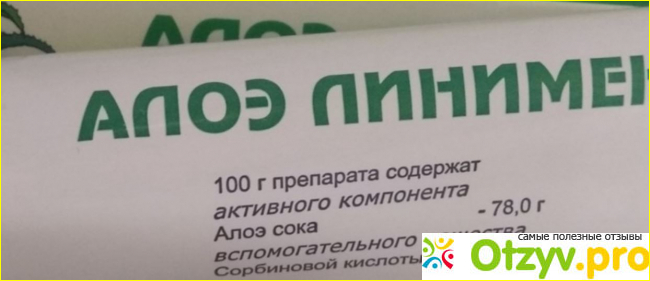 АЛОЭ
АЛОЭ ЛИНИМЕН
100 г препарата содержат
активного компонента
Алоэ сока - 78,0 г
вспомогательного
Сорбиновой кислоты
самые полезные отзывы
Otzyv.pro